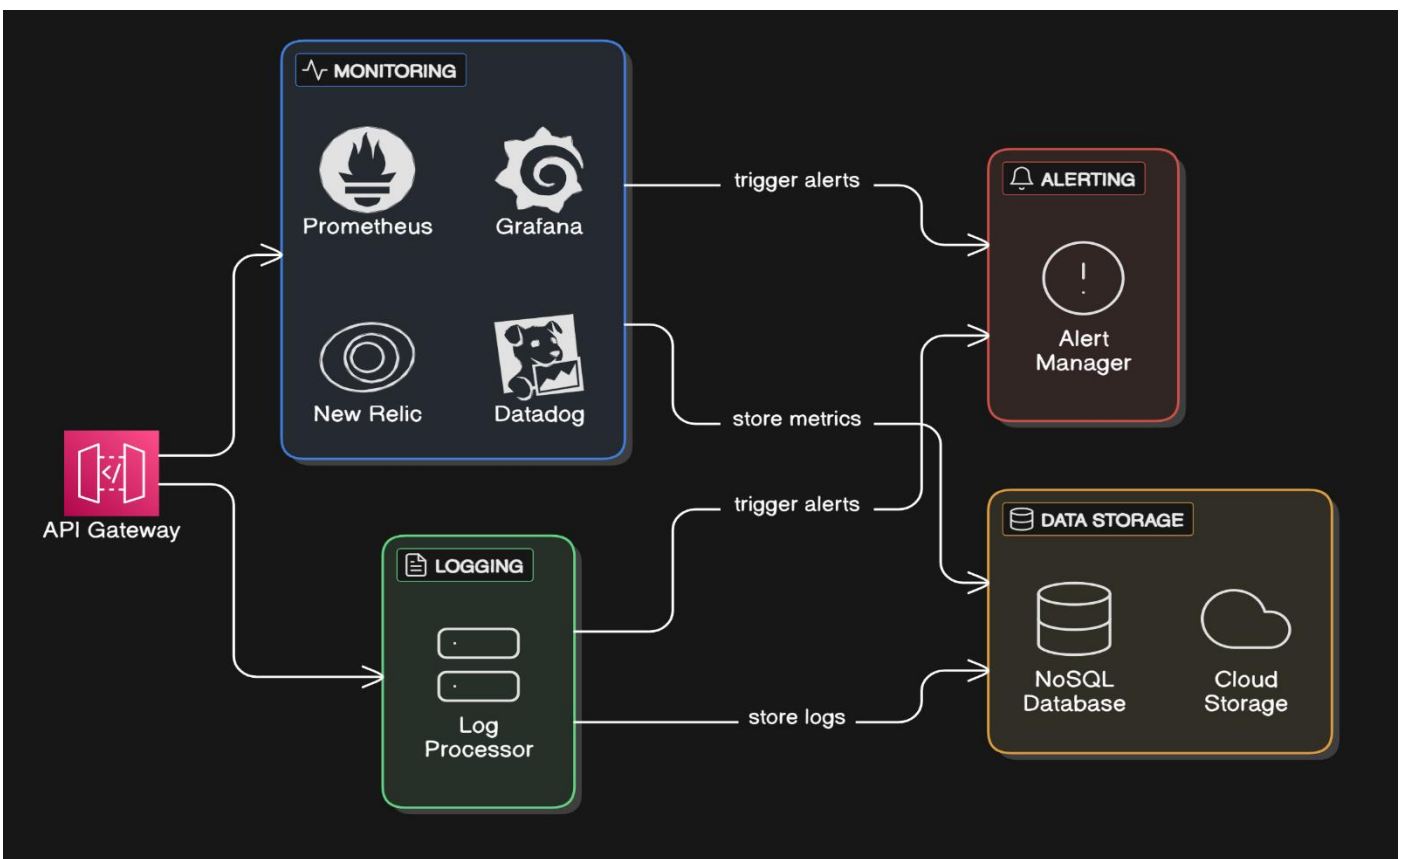 MONITORING
Prometheus
Grafana
New Relic
Datadog
API Gateway
LOGGING
Log
Processor
trigger alerts
store metrics
trigger alerts
store logs
ALERTING
Alert
Manager
DATA STORAGE
NoSQL
Database
Cloud
Storage